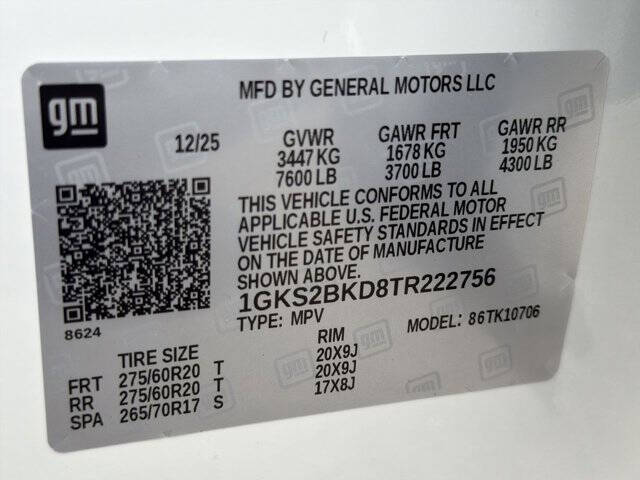 gm
MFD BY GENERAL MOTORS LLC
12/25
GVWR GAWR FRT GAWR RR
3447 KG 1678 KG 1950 KG
7600 LB 3700 LB 4300 LB
THIS VEHICLE CONFORMS TO ALL
APPLICABLE U.S. FEDERAL MOTOR
VEHICLE SAFETY STANDARDS IN EFFECT
ON THE DATE OF MANUFACTURE
SHOWN ABOVE.
1GKS2BKD8TR222756
TYPE: MPV MODEL: 86TK10706
8624
TIRE SIZE RIM
FRT 275/60R20 T 20X9J
RR 275/60R20 T 20X9J
SPA 265/70R17 S 17X8J